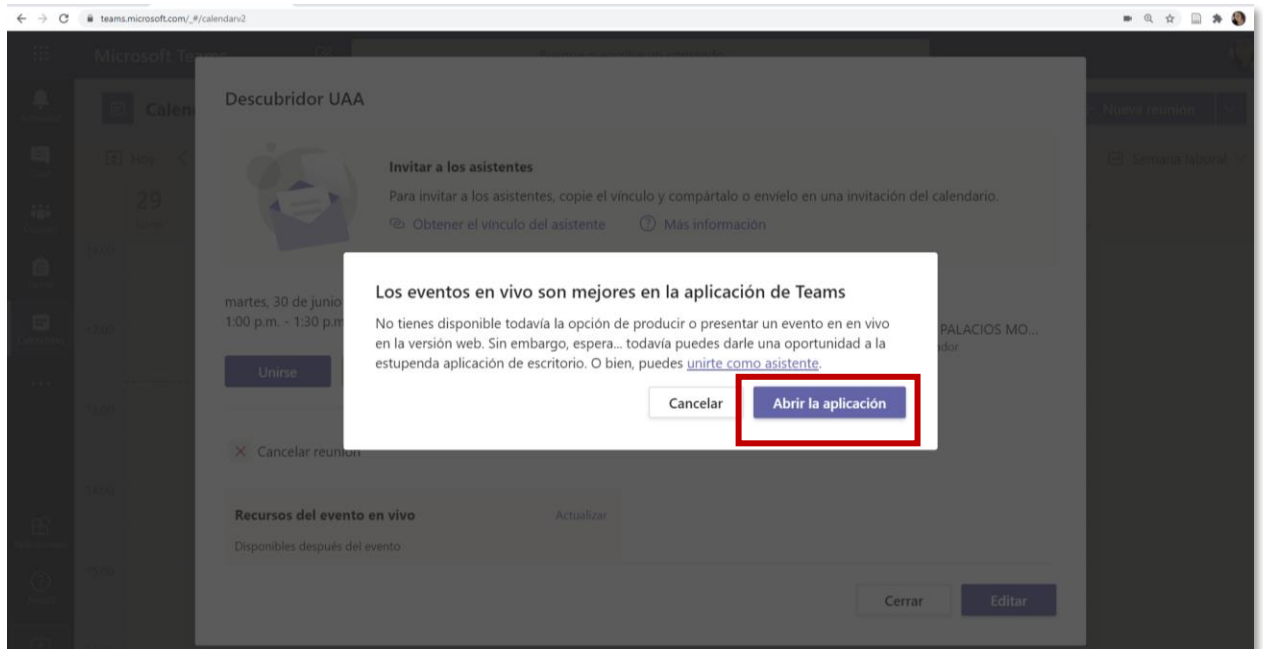 teams.microsoft.com/_#/calendarv2
Microsoft Te
Calen
Nueva reunión
Hoy
Semana laboral
29
Descubridor UAA
Invitar a los asistentes
Para invitar a los asistentes, copie el vínculo y compártalo o envíelo en una invitación del calendario.
Obtener el vínculo del asistente Más información
martes, 30 de junio
1:00 p.m. - 1:30 p.m
PALACIOS MO...
ador
Unirse
Los eventos en vivo son mejores en la aplicación de Teams
No tienes disponible todavía la opción de producir o presentar un evento en en vivo
en la versión web. Sin embargo, espera... todavía puedes darle una oportunidad a la
estupenda aplicación de escritorio. O bien, puedes unirte como asistente.
Cancelar Abrir la aplicación
Cancelar reunión
Recursos del evento en vivo Actualizar
Disponibles después del evento
Cerrar Editar